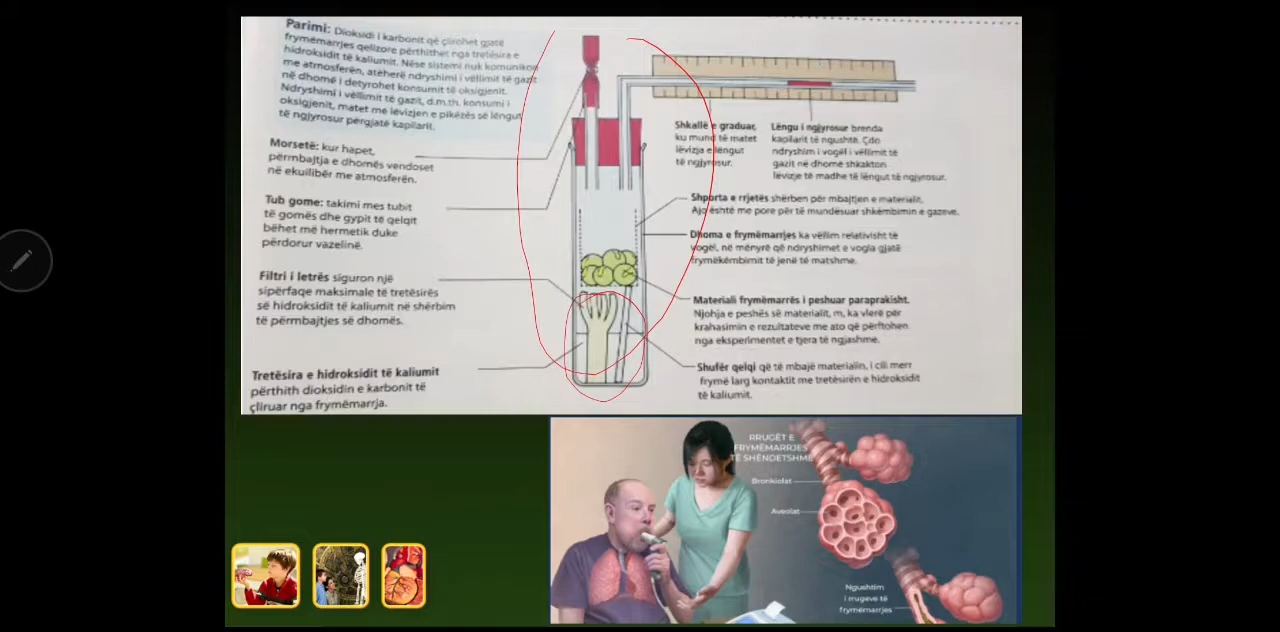 Parimi: Dioksidi i karbonit që çlirohet gjatë
frymëmarrjes qelizore përthithet nga tretësira e
hidroksidit të kaliumit. Nëse sistemi nuk komunikon
me atmosferën, atëherë ndryshimi i vëllimit të gazit
në dhomë i detyrohet konsumit të oksigjenit.
Ndryshimi i vëllimit të gazit, d.m.th. konsumi i
oksigjenit, matet me lëvizjen e pikëzës së lëngut
të ngjyrosur përgjatë kapilarit.
Morsetë: kur hapet,
përmbajtja e dhomës vendoset
në ekuilibër me atmosferën.
Tub gome: takimi mes tubit
të gomës dhe gypit të qelqit
bëhet më hermetik duke
përdorur vazelinë.
Filtri i letrës siguron një
sipërfaqe maksimale të tretësirës
së hidroksidit të kaliumit në shërbim
të përmbajtjes së dhomës.
Tretësira e hidroksidit të kaliumit
përthith dioksidin e karbonit të
çliruar nga frymëmarrja.
Shkallë e graduar,
ku mund të matet
lëvizja e lëngut
të ngjyrosur.
Lëngu i ngjyrosur brenda
kapilarit të ngushtë. Çdo
ndryshim i vogël i vëllimit të
gazit në dhomë shkakton
lëvizje të madhe të lëngut të ngjyrosur.
Shporta e rrjetës shërben për mbajtjen e materialit.
Ajo është me pore për të mundësuar shkëmbimin e gazeve.
Dhoma e frymëmarrjes ka vëllim relativisht të
vogël, në mënyrë që ndryshimet e vogla gjatë
frymëkëmbimit të jenë të matshme.
Materiali frymëmarrës i peshuar paraprakisht.
Njohja e peshës së materialit, m, ka vlerë për
krahasimin e rezultateve me ato që përftohen
nga eksperimentet e tjera të ngjashme.
Shufër qelqi që të mbajë materialin, i cili merr
frymë larg kontaktit me tretësirën e hidroksidit
të kaliumit.
RRUGËT E
FRYMËMARRJES
TË SHËNDETSHME
Bronkiolat
Aveolat
Ngushtim
i rrugeve të
frymëmarrjes